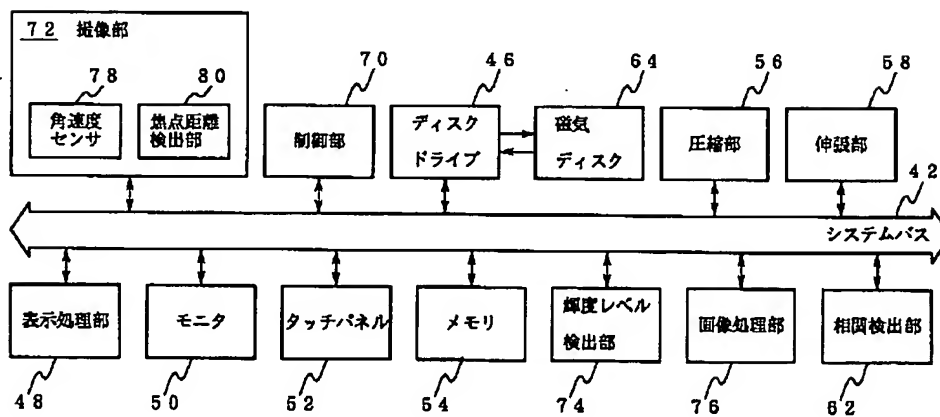 72 撮像部
78
80
角速度
センサ
焦点距離
検出部
70
制御部
46
ディスク
ドライブ
64
磁気
ディスク
56
圧縮部
58
伸張部
42
システムバス
表示処理部
48
モニタ
50
タッチパネル
52
メモリ
54
輝度レベル
検出部
74
画像処理部
76
相関検出部
62